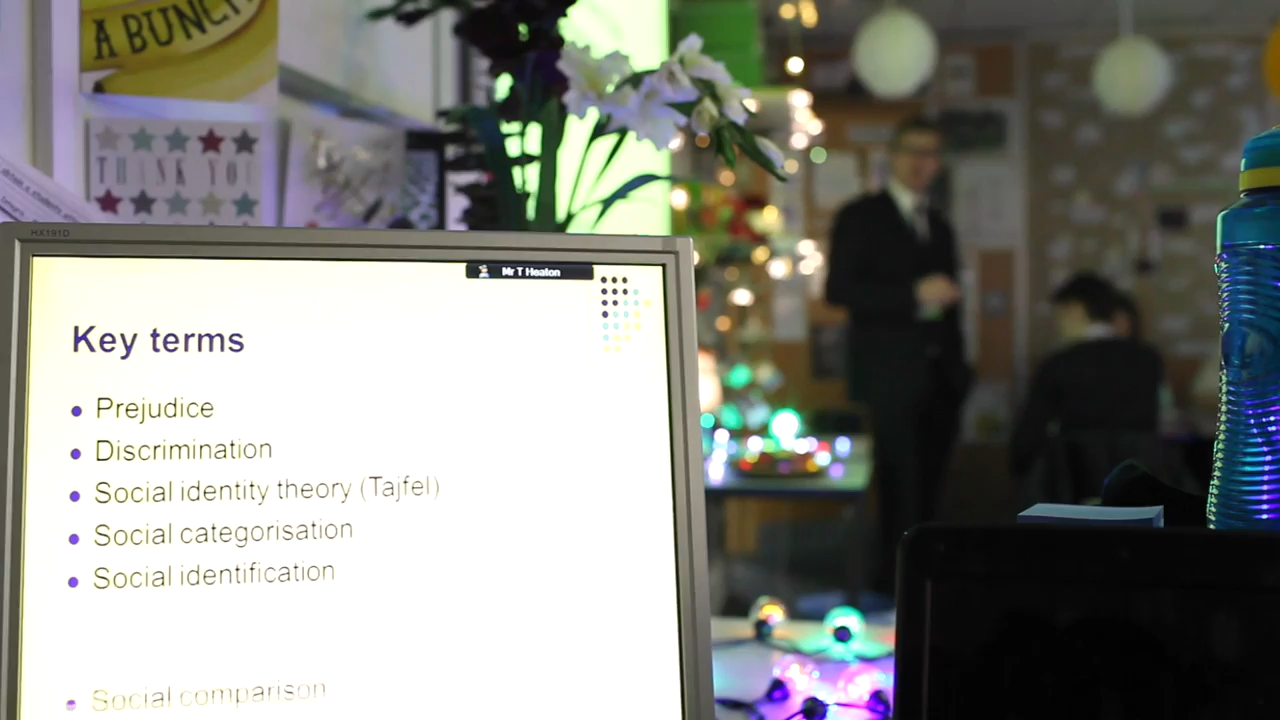 A BUNCH
THANK YOU
HX191D
Mr T Heaton
Key terms
Prejudice
Discrimination
Social identity theory (Tajfel)
Social categorisation
Social identification
Social comparison